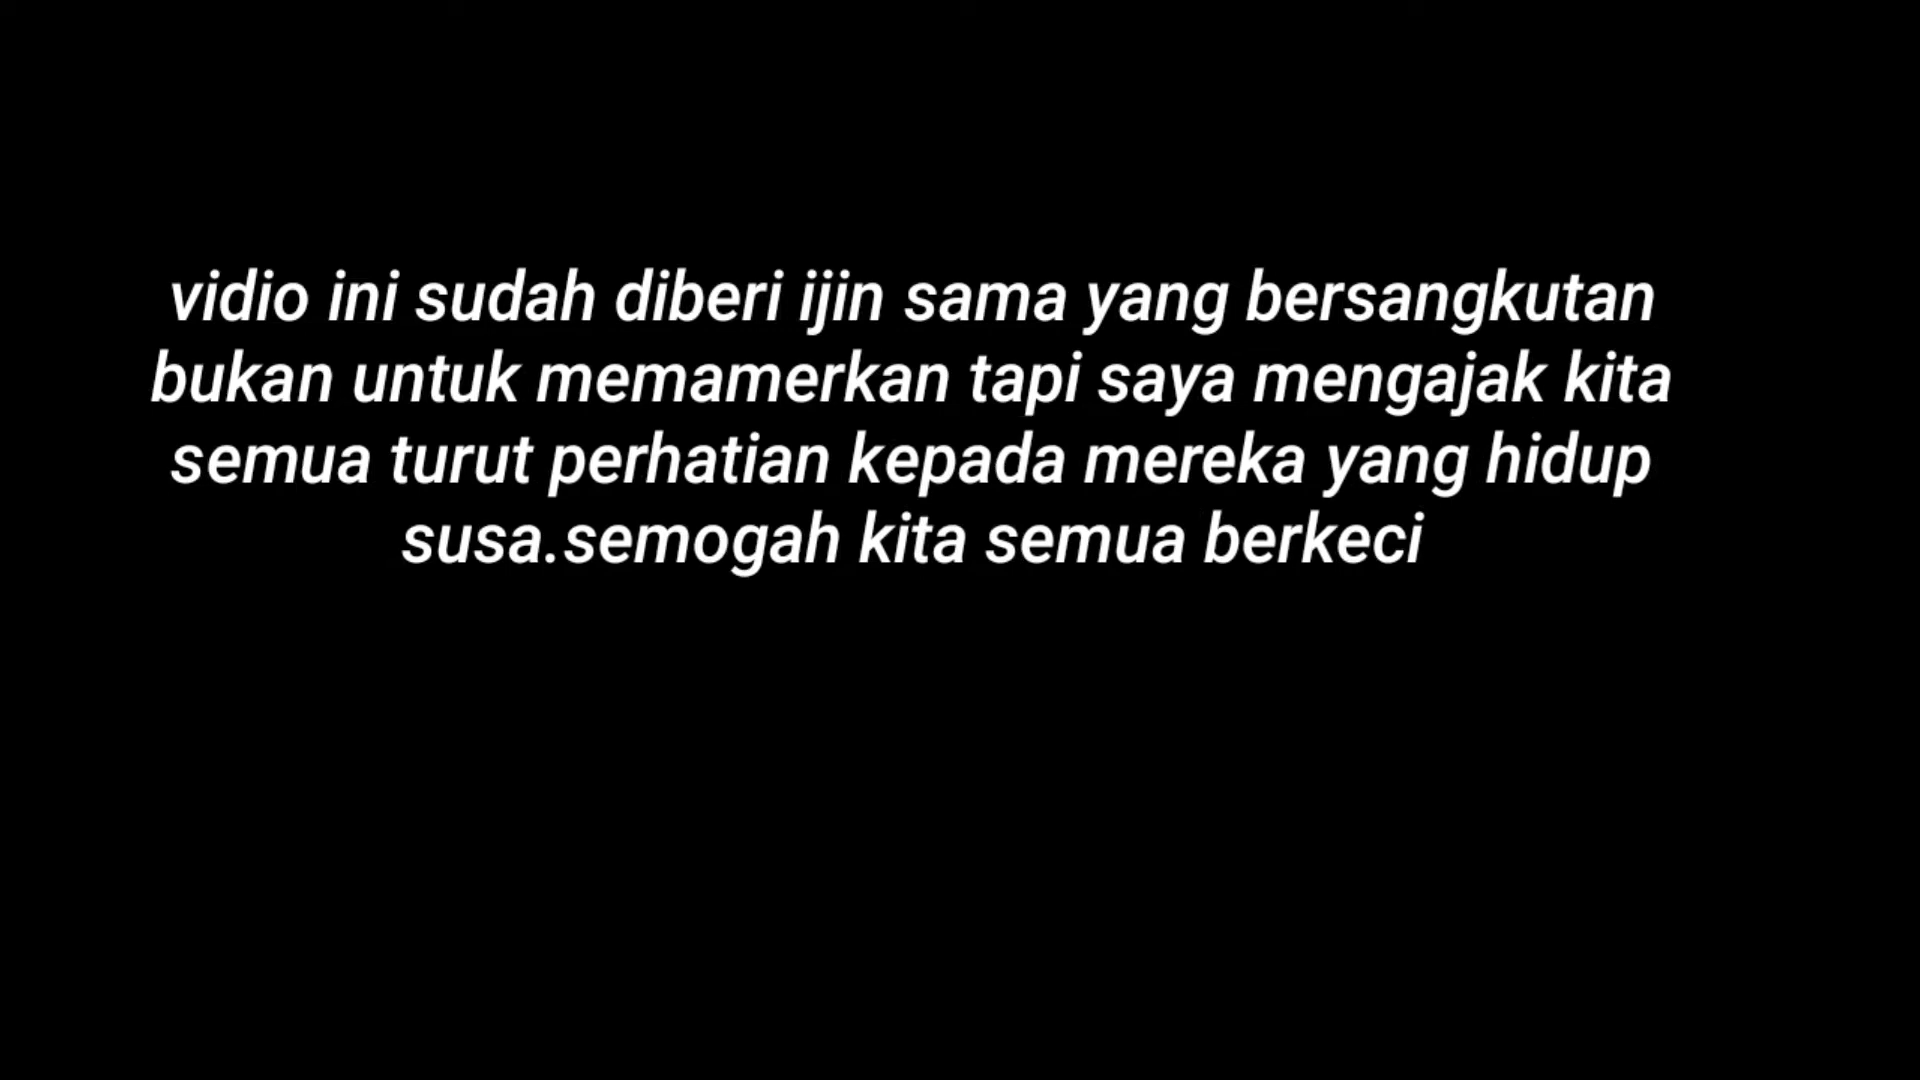 vidio ini sudah diberi ijin sama yang bersangkutan
bukan untuk memamerkan tapi saya mengajak kita
semua turut perhatian kepada mereka yang hidup
susa.semogah kita semua berkeci